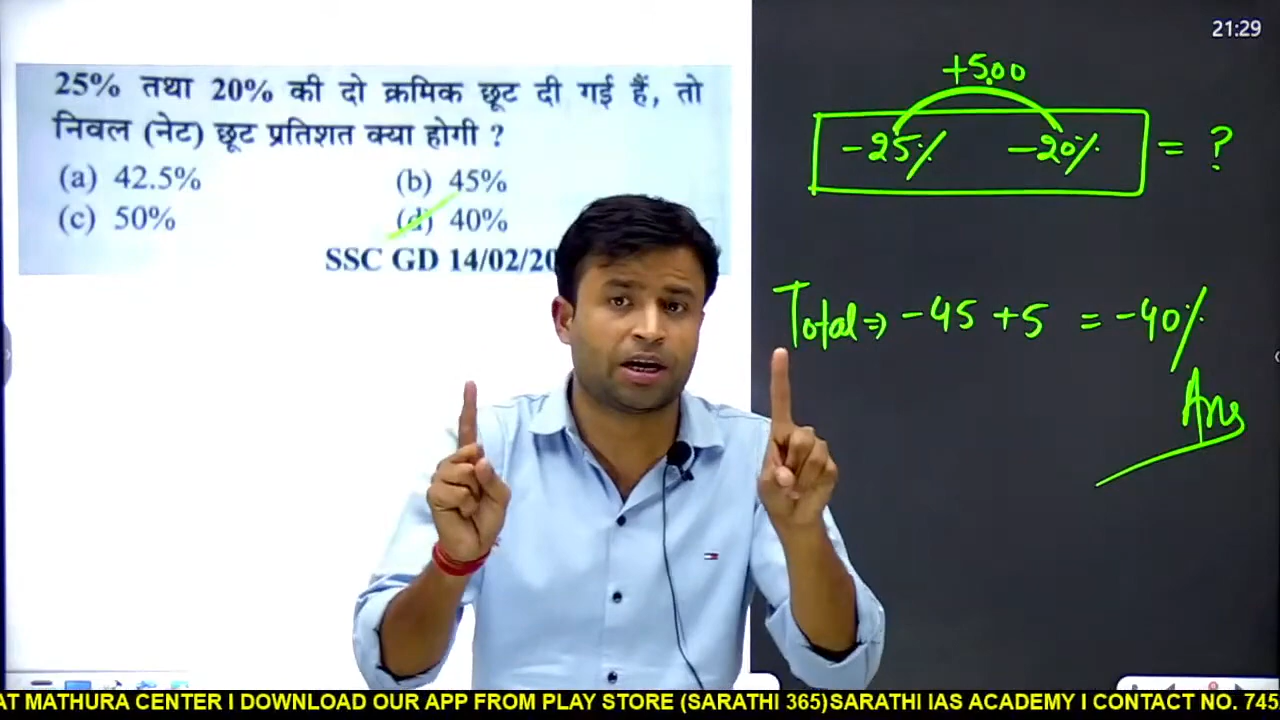 21:29
25% तथा 20% की दो क्रमिक छूट दी गई हैं, तो
निवल (नेट) छूट प्रतिशत क्या होगी ?
(a) 42.5% (b) 45%
(c) 50% (d) 40%
SSC GD 14/02/20
+5.00
-25% -20% = ?
Total ⇒ -45 +5 = -40%
Ans
AT MATHURA CENTER I DOWNLOAD OUR APP FROM PLAY STORE (SARATHI 365)SARATHI IAS ACADEMY I CONTACT NO. 745